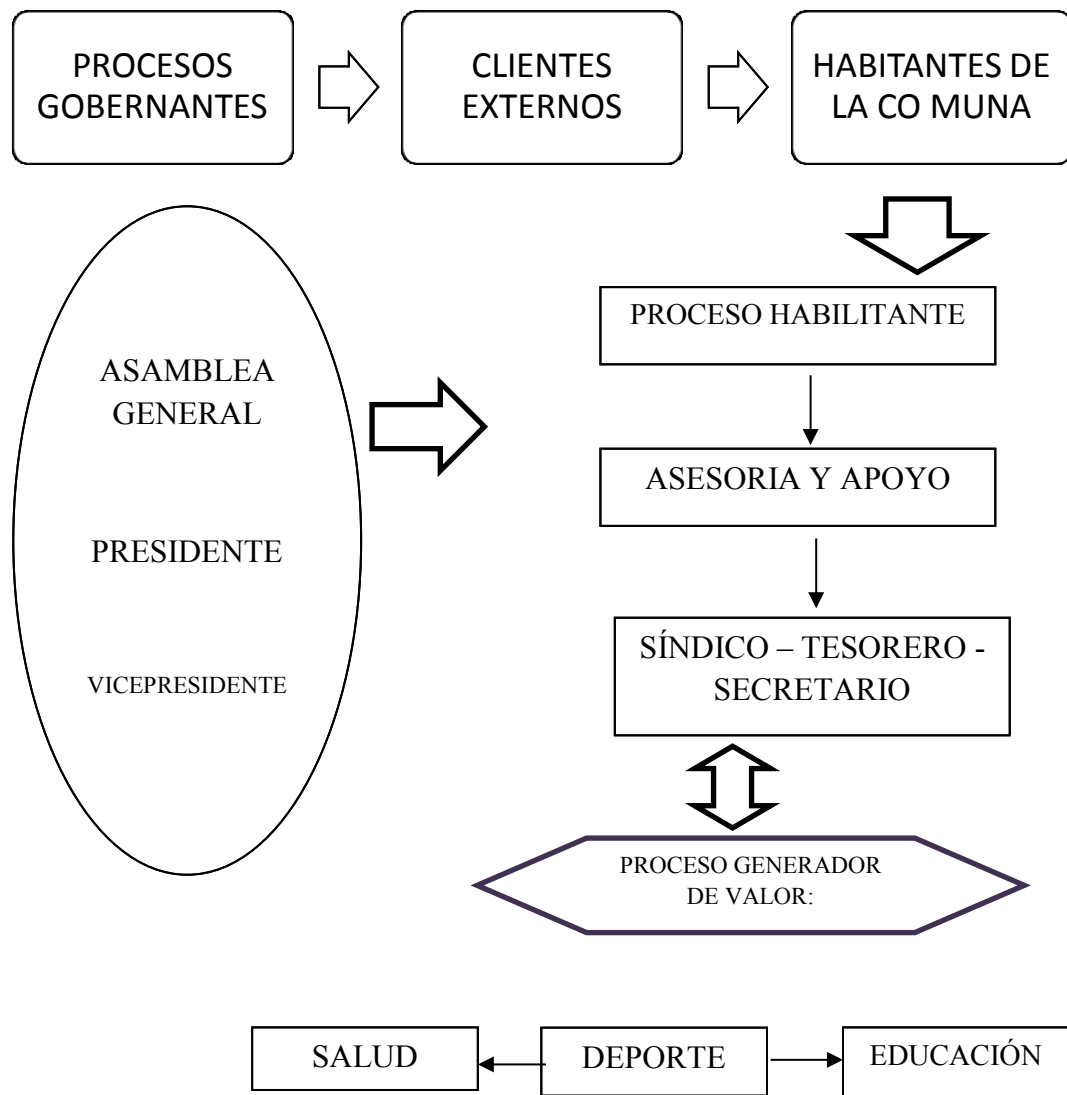 PROCESOS
GOBERNANTES
CLIENTES
EXTERNOS
HABITANTES DE
LA CO MUNA
ASAMBLEA
GENERAL
PRESIDENTE
VICEPRESIDENTE
PROCESO HABILITANTE
ASESORIA Y APOYO
SÍNDICO – TESORERO -
SECRETARIO
PROCESO GENERADOR
DE VALOR:
SALUD
DEPORTE
EDUCACIÓN